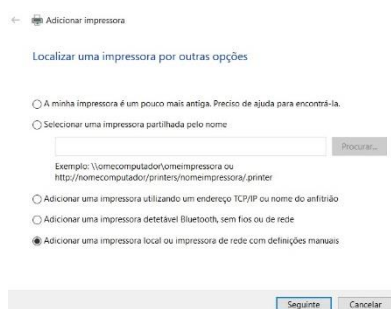 Adicionar impressora
Localizar uma impressora por outras opções
A minha impressora é um pouco mais antiga. Preciso de ajuda para encontrá-la.
Selecionar uma impressora partilhada pelo nome
Procurar...
Exemplo: \\omecomputador\omeimpressora ou
http://nomecomputador/printers/nomeimpressora/.printer
Adicionar uma impressora utilizando um endereço TCP/IP ou nome do anfitrião
Adicionar uma impressora detetável Bluetooth, sem fios ou de rede
Adicionar uma impressora local ou impressora de rede com definições manuais
Seguinte Cancelar